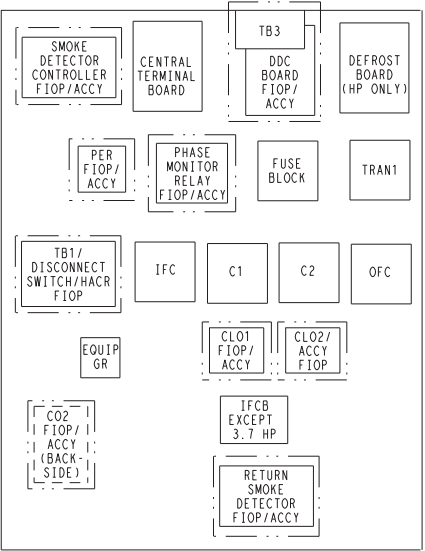 SMOKE
DETECTOR
CONTROLLER
FIOP/ACCY
CENTRAL
TERMINAL
BOARD
TB3
DDC
BOARD
FIOP/
ACCY
DEFROST
BOARD
(HP ONLY)
PER
FIOP/
ACCY
PHASE
MONITOR
RELAY
FIOP/ACCY
FUSE
BLOCK
TRAN1
TB1/
DISCONNECT
SWITCH/HACR
FIOP
IFC
C1
C2
OFC
EQUIP
GR
CLO1
FIOP/
ACCY
CLO2/
ACCY
FIOP
CO2
FIOP/
ACCY
(BACK-
SIDE)
IFCB
EXCEPT
3.7 HP
RETURN
SMOKE
DETECTOR
FIOP/ACCY